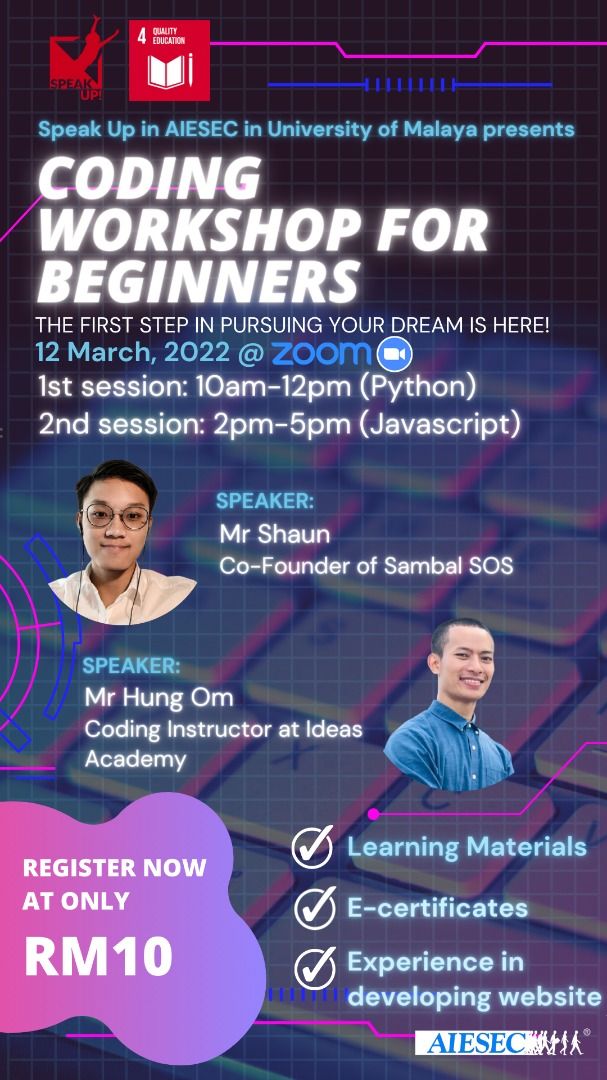 SPEAK
UP!
4 QUALITY
EDUCATION
Speak Up in AIESEC in University of Malaya presents
CODING
WORKSHOP FOR
BEGINNERS
THE FIRST STEP IN PURSUING YOUR DREAM IS HERE!
12 March, 2022 @ zoom
1st session: 10am-12pm (Python)
2nd session: 2pm-5pm (Javascript)
SPEAKER:
Mr Shaun
Co-Founder of Sambal SOS
SPEAKER:
Mr Hung Om
Coding Instructor at Ideas
Academy
REGISTER NOW
AT ONLY
RM10
Learning Materials
E-certificates
Experience in
developing website
AIESEC®